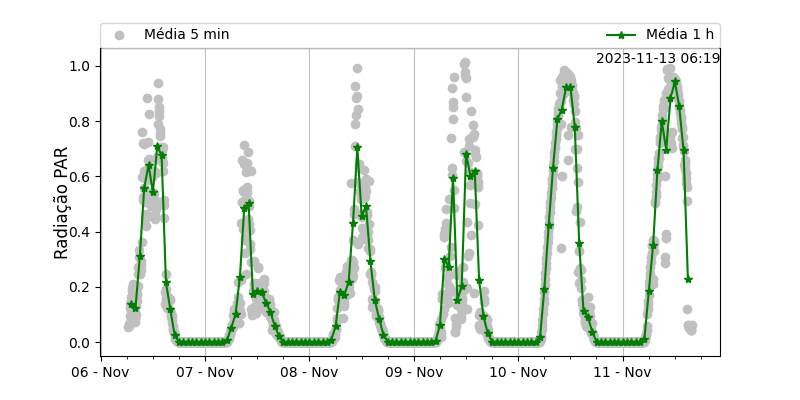 Média 5 min
Média 1 h
2023-11-13 06:19
Radiação PAR
1.0
0.8
0.6
0.4
0.2
0.0
06 - Nov
07 - Nov
08 - Nov
09 - Nov
10 - Nov
11 - Nov